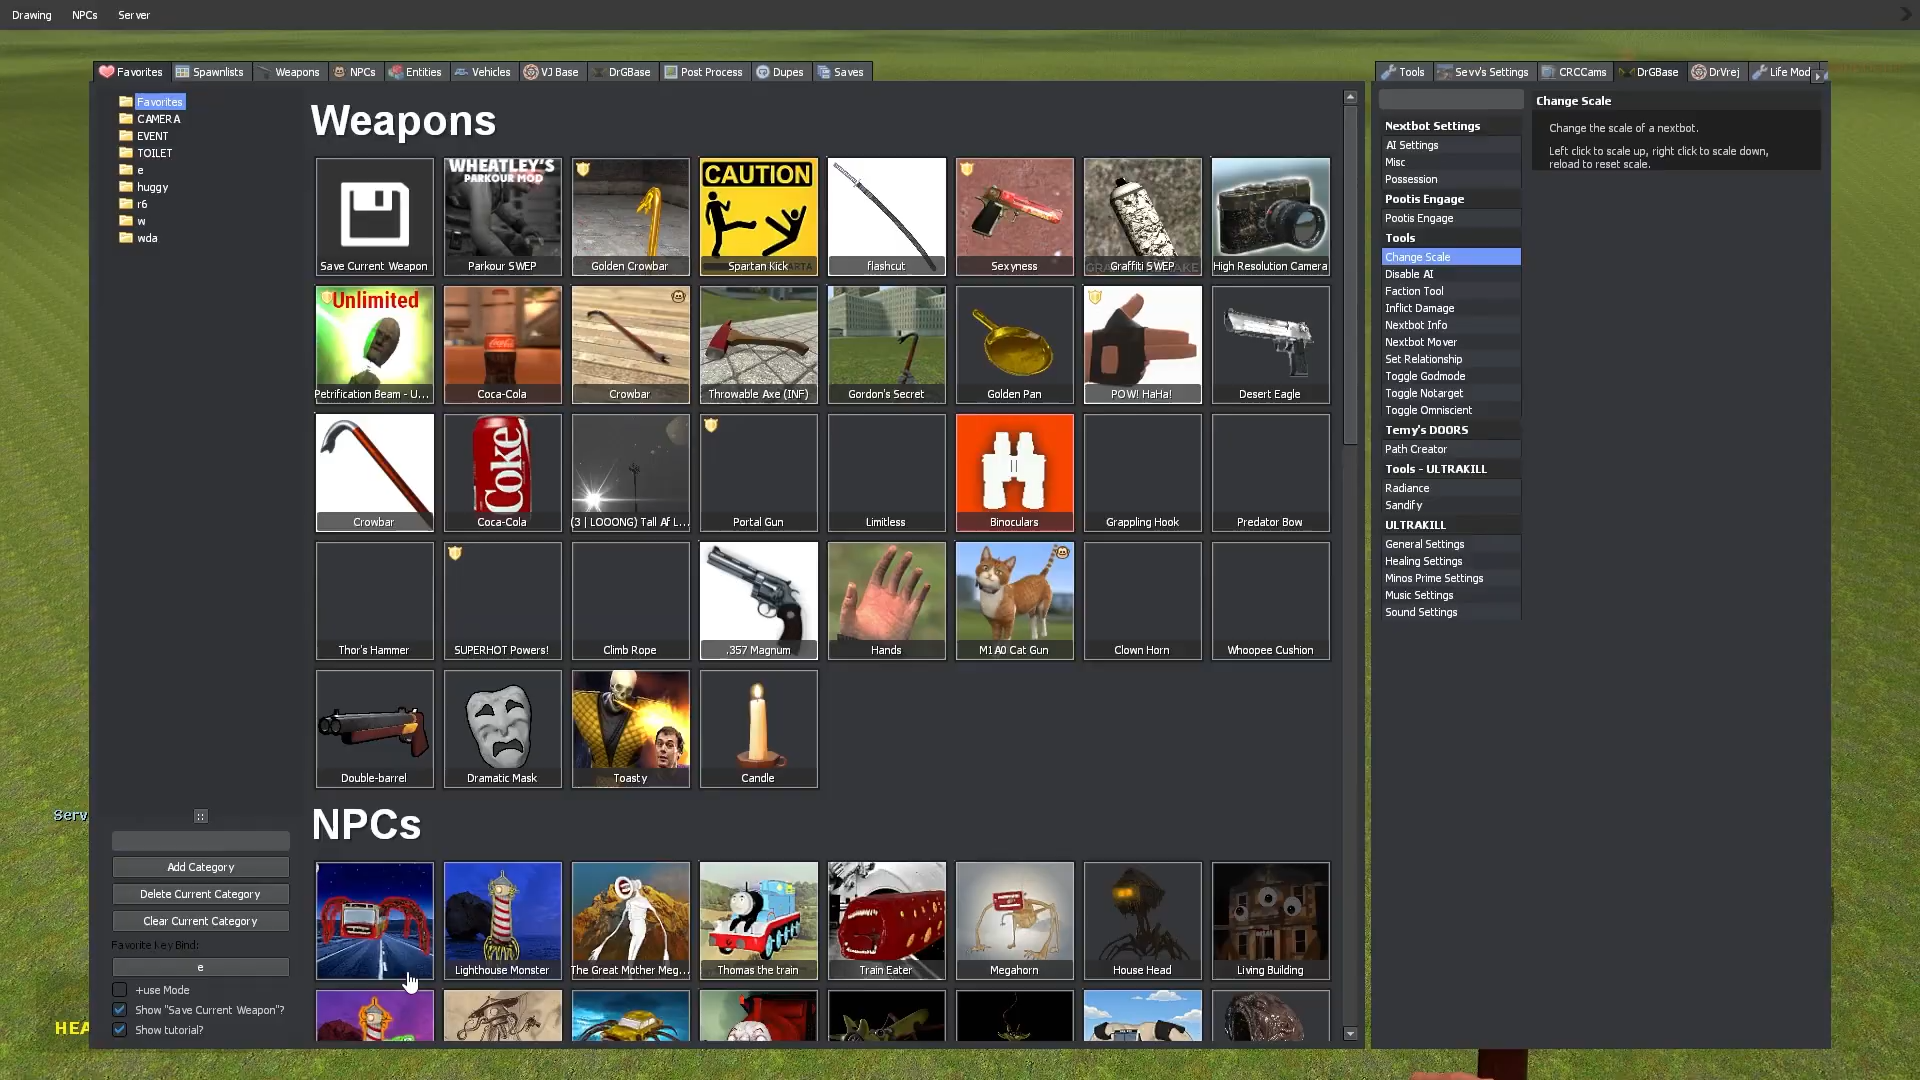 Drawing NPCs Server
Favorites Spawnlists Weapons NPCs Entities Vehicles VJ Base DrGBase Post Process Dupes Saves
Favorites
CAMERA
EVENT
TOILET
e
huggy
r6
w
wda
Weapons
WHEATLEY'S
PARKOUR MOD
CAUTION
Save Current Weapon
Parkour SWEP
Golden Crowbar
Spartan Kick
flashcut
Sexyness
Graffiti SWEP
High Resolution Camera
Unlimited
Petrification Beam - U...
Coca-Cola
Crowbar
Throwable Axe (INF)
Gordon's Secret
Golden Pan
POW! HaHa!
Desert Eagle
Coke
Crowbar
Coca-Cola
(3 | LOOONG) Tall Af L...
Portal Gun
Limitless
Binoculars
Grappling Hook
Predator Bow
Thor's Hammer
SUPERHOT Powers!
Climb Rope
.357 Magnum
Hands
M1A0 Cat Gun
Clown Horn
Whoopee Cushion
Double-barrel
Dramatic Mask
Toasty
Candle
NPCs
Lighthouse Monster
The Great Mother Meg...
Thomas the train
Train Eater
Megahorn
House Head
Living Building
Serv
Add Category
Delete Current Category
Clear Current Category
Favorite Key Bind:
e
+use Mode
Show "Save Current Weapon"?
HEA
Show tutorial?
Tools Sevv's Settings CRCCams DrGBase DrVrej Life Mod
Nextbot Settings
AI Settings
Misc
Possession
Pootis Engage
Pootis Engage
Tools
Change Scale
Disable AI
Faction Tool
Inflict Damage
Nextbot Info
Nextbot Mover
Set Relationship
Toggle Godmode
Toggle Notarget
Toggle Omniscient
Temy's DOORS
Path Creator
Tools - ULTRAKILL
Radiance
Sandify
ULTRAKILL
General Settings
Healing Settings
Minos Prime Settings
Music Settings
Sound Settings
Change Scale
Change the scale of a nextbot.
Left click to scale up, right click to scale down,
reload to reset scale.